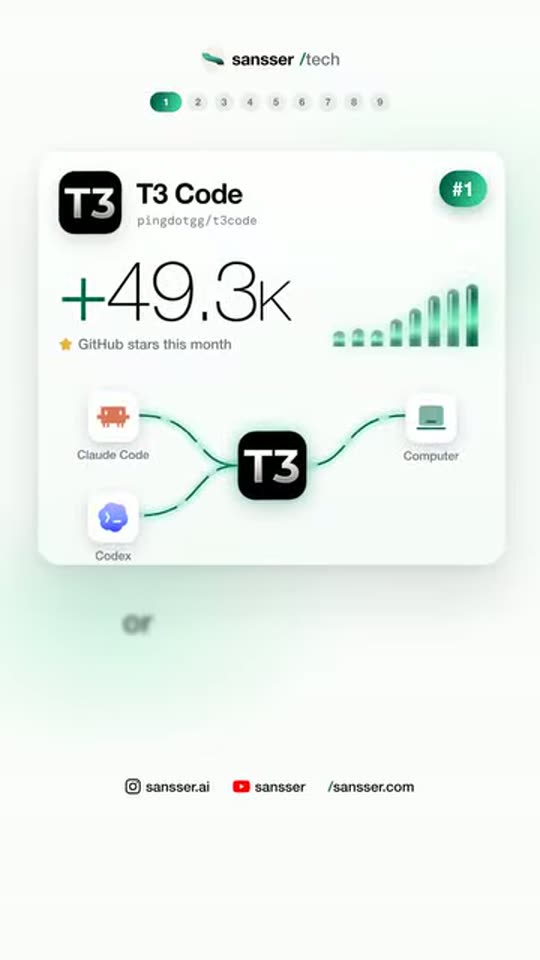 sansser /tech
1 2 3 4 5 6 7 8 9
T3
T3 Code
pingdotgg/t3code
#1
+49.3K
GitHub stars this month
Claude Code
T3
Computer
Codex
or
sansser.ai sansser /sansser.com